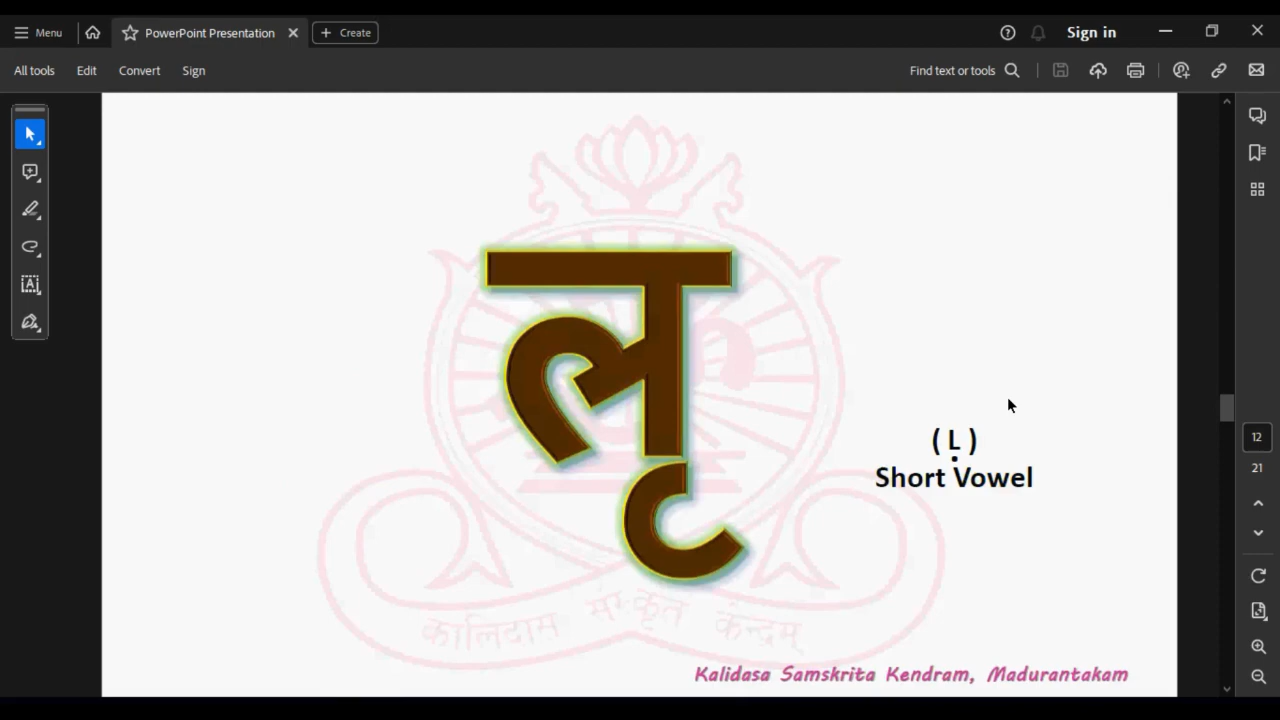 Menu
PowerPoint Presentation
Create
Sign in
All tools
Edit
Convert
Sign
Find text or tools
लृ
( Ḷ )
Short Vowel
कालिदास संस्कृत केन्दम्
Kalidasa Samskrita Kendram, Madurantakam
12
21